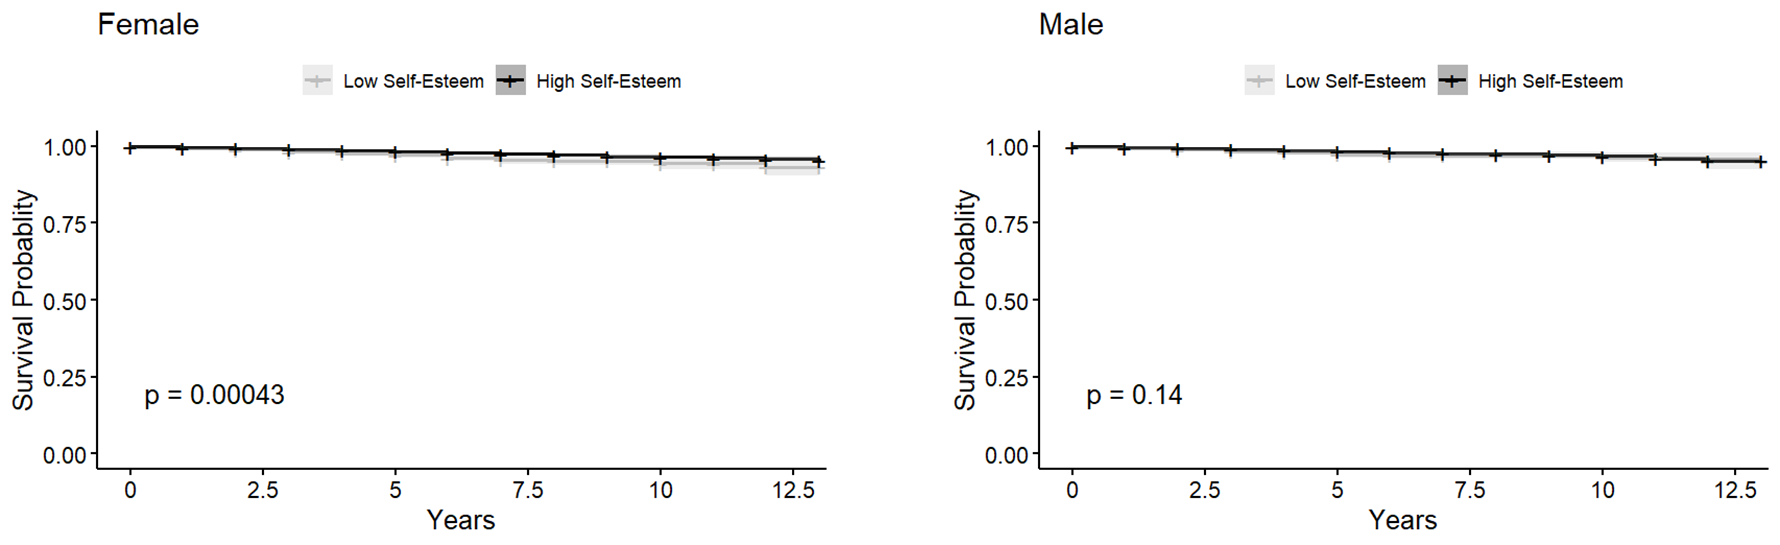 Female
Low Self-Esteem High Self-Esteem
1.00
0.75
0.50
0.25
0.00
Survival Probablity
p = 0.00043
0 2.5 5 7.5 10 12.5
Years
Male
Low Self-Esteem High Self-Esteem
1.00
0.75
0.50
0.25
0.00
Survival Probablity
p = 0.14
0 2.5 5 7.5 10 12.5
Years